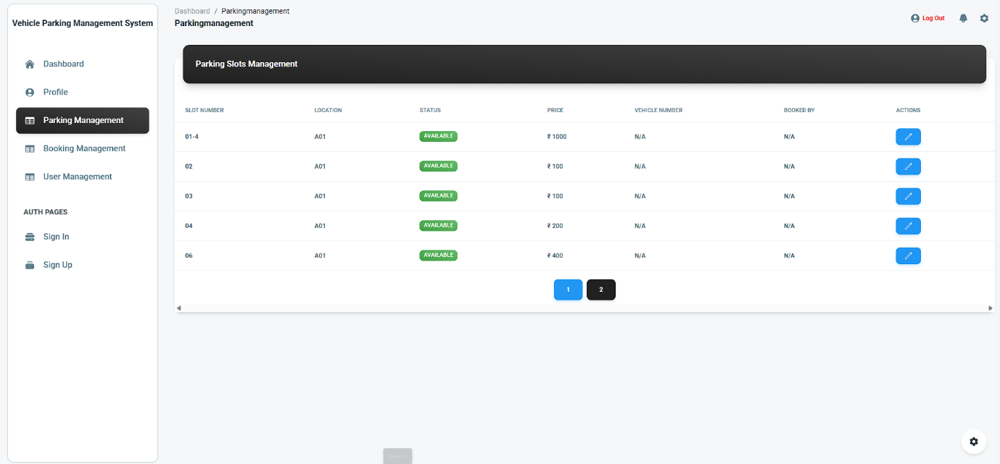 Vehicle Parking Management System
Dashboard
Profile
Parking Management
Booking Management
User Management
AUTH PAGES
Sign In
Sign Up
Dashboard / Parkingmanagement
Parkingmanagement
Log Out
Parking Slots Management
SLOT NUMBER LOCATION STATUS PRICE VEHICLE NUMBER BOOKED BY ACTIONS
01-4 A01 AVAILABLE ₹ 1000 N/A N/A
02 A01 AVAILABLE ₹ 100 N/A N/A
03 A01 AVAILABLE ₹ 100 N/A N/A
04 A01 AVAILABLE ₹ 200 N/A N/A
06 A01 AVAILABLE ₹ 400 N/A N/A
1 2